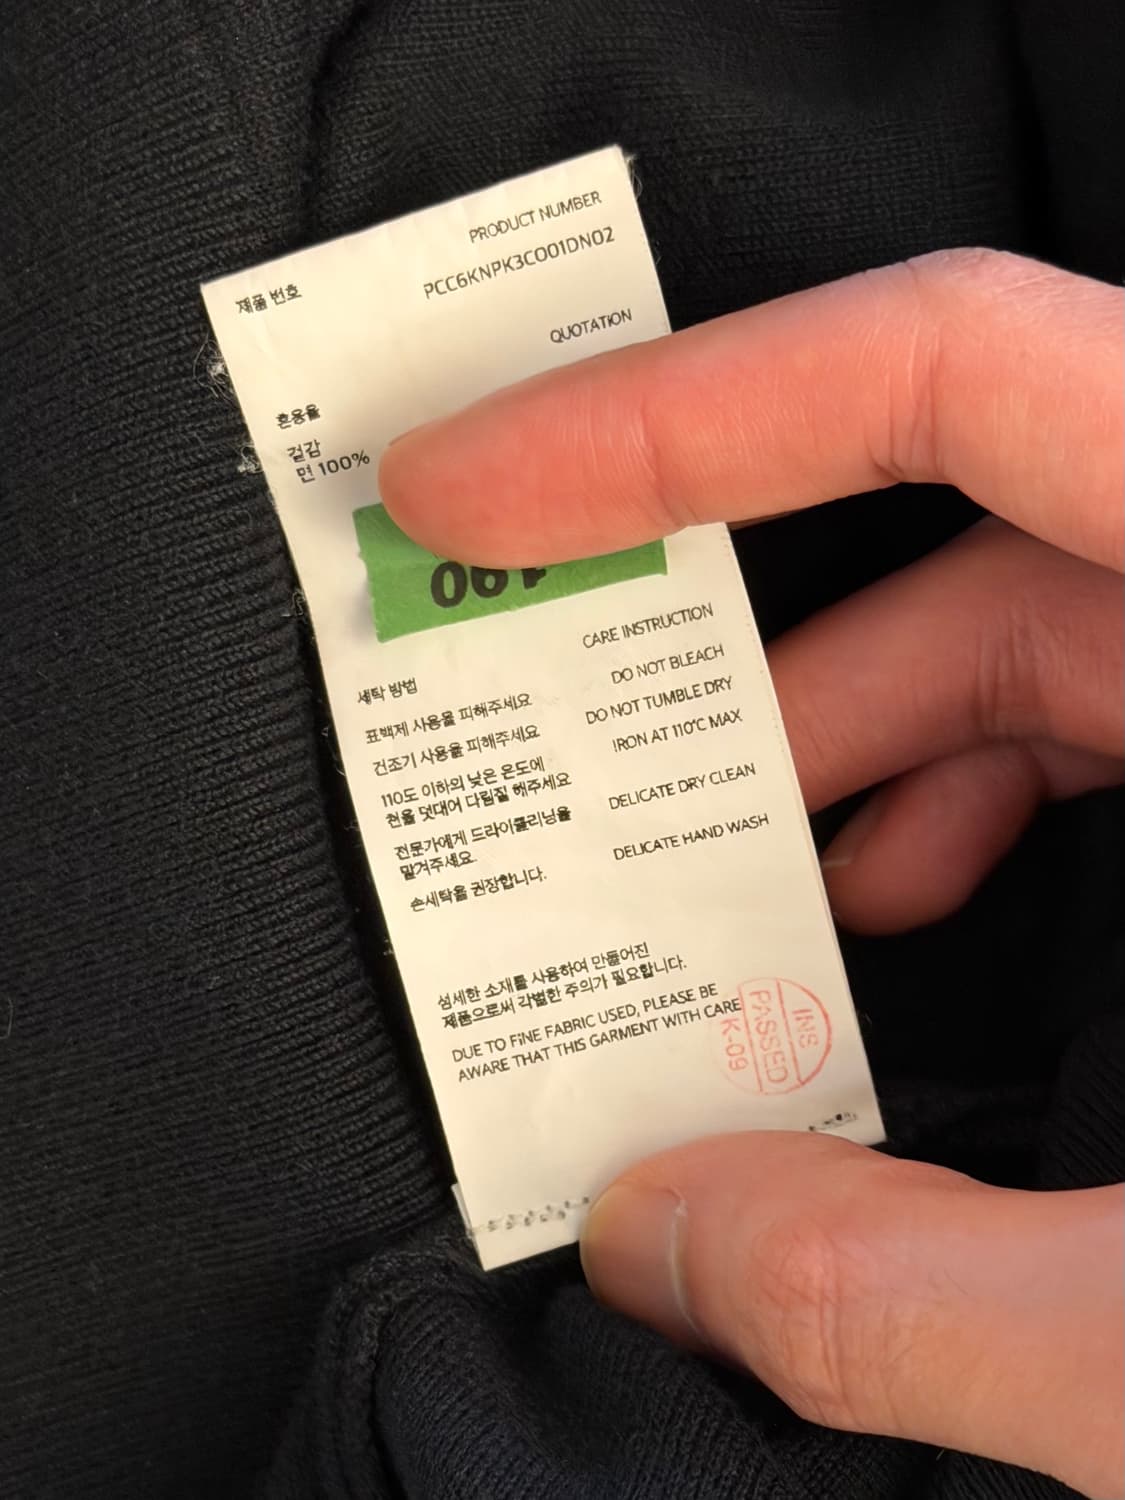 PRODUCT NUMBER
제품 번호
PCC6KNPK3CO01DN02
QUOTATION
혼용율
겉감
면 100%
CARE INSTRUCTION
세탁 방법
DO NOT BLEACH
표백제 사용을 피해주세요
DO NOT TUMBLE DRY
건조기 사용을 피해주세요
IRON AT 110℃ MAX
110도 이하의 낮은 온도에
천을 덧대어 다림질 해주세요
DELICATE DRY CLEAN
전문가에게 드라이클리닝을
맡겨주세요.
DELICATE HAND WASH
손세탁을 권장합니다.
섬세한 소재를 사용하여 만들어진
제품으로써 각별한 주의가 필요합니다.
DUE TO FINE FABRIC USED, PLEASE BE
AWARE THAT THIS GARMENT WITH CARE
INS
PASSED
K-09